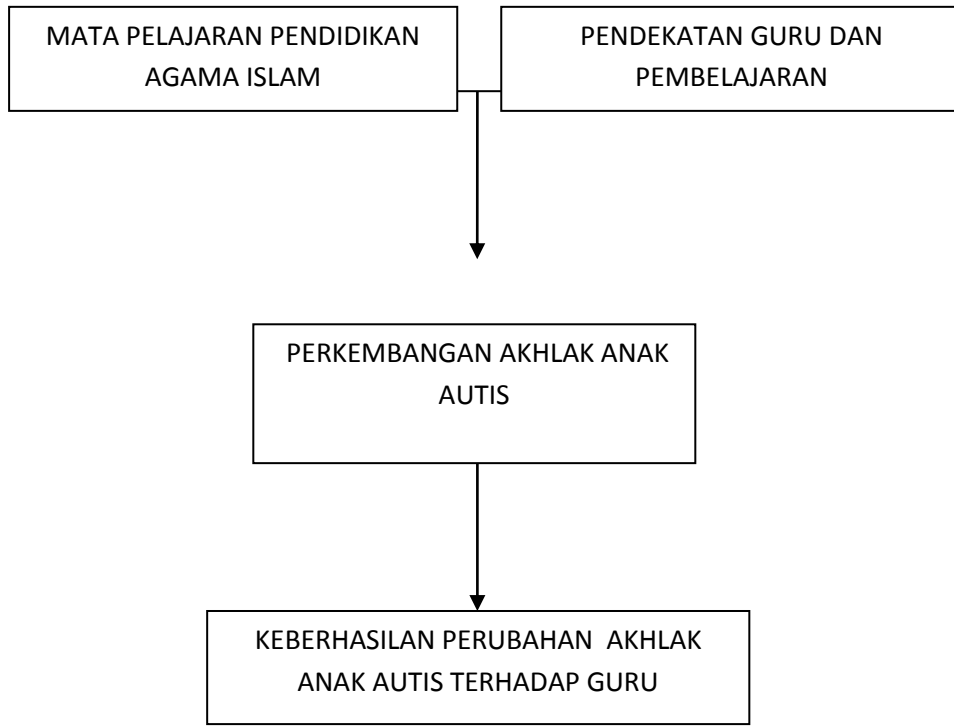 MATA PELAJARAN PENDIDIKAN
AGAMA ISLAM
PENDEKATAN GURU DAN
PEMBELAJARAN
PERKEMBANGAN AKHLAK ANAK
AUTIS
KEBERHASILAN PERUBAHAN  AKHLAK
ANAK AUTIS TERHADAP GURU